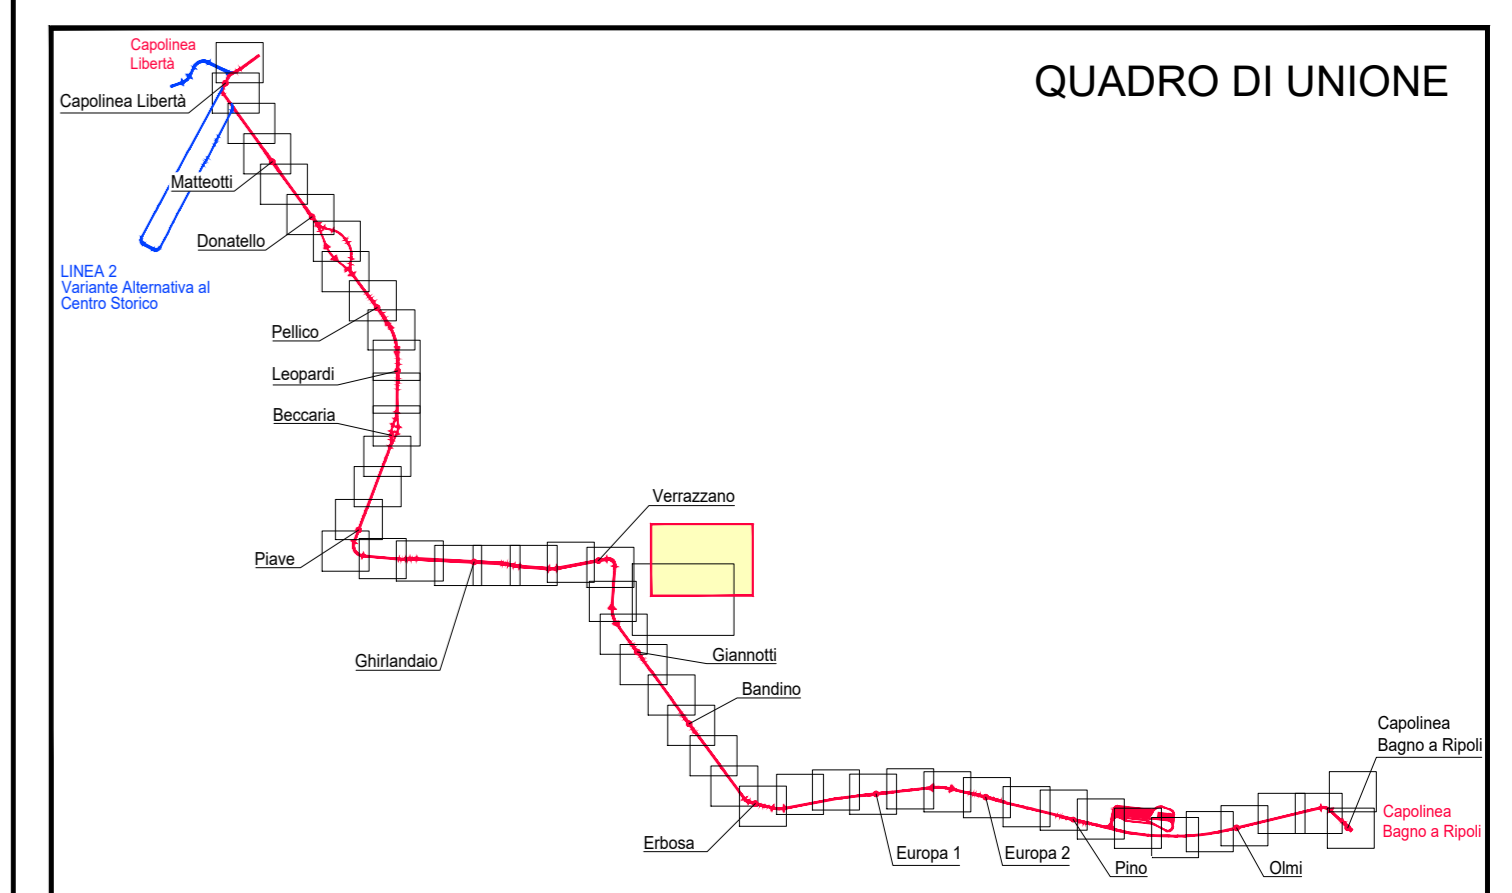 Capolinea
Libertà
QUADRO DI UNIONE
Capolinea Libertà
Matteotti
Donatello
LINEA 2
Variante Alternativa al
Centro Storico
Pellico
Leopardi
Beccaria
Verrazzano
Piave
Ghirlandaio
Giannotti
Bandino
Capolinea
Bagno a Ripoli
Capolinea
Bagno a Ripoli
Erbosa
Europa 1
Europa 2
Pino
Olmi